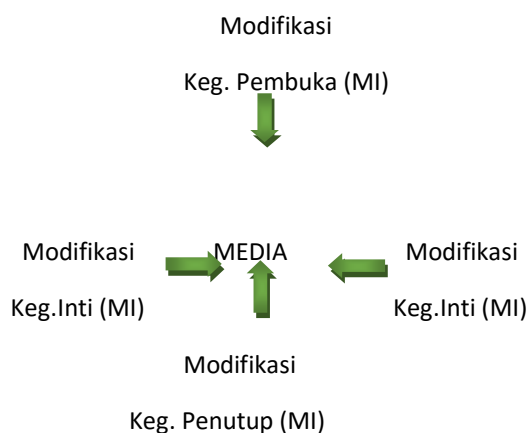 Modifikasi
Keg. Pembuka (MI)
Modifikasi MEDIA Modifikasi
Keg.Inti (MI) Keg.Inti (MI)
Modifikasi
Keg. Penutup (MI)